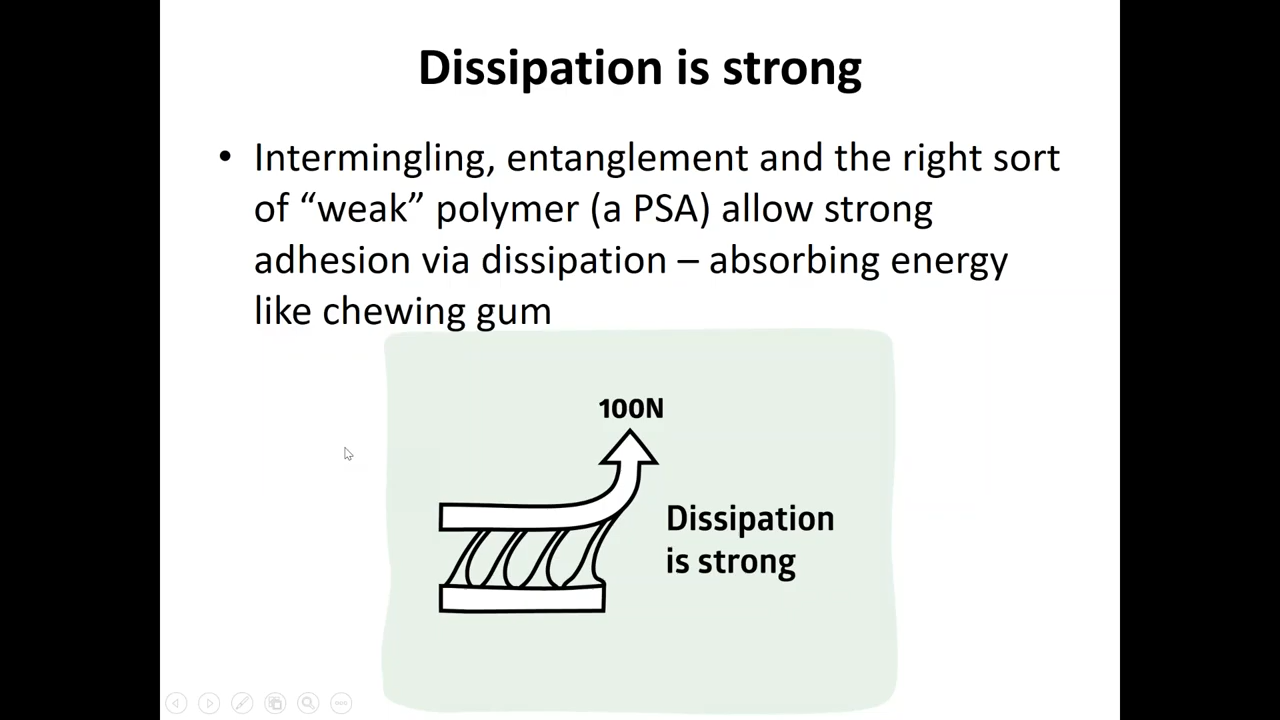 Dissipation is strong
• Intermingling, entanglement and the right sort
of “weak” polymer (a PSA) allow strong
adhesion via dissipation – absorbing energy
like chewing gum
100N
Dissipation
is strong